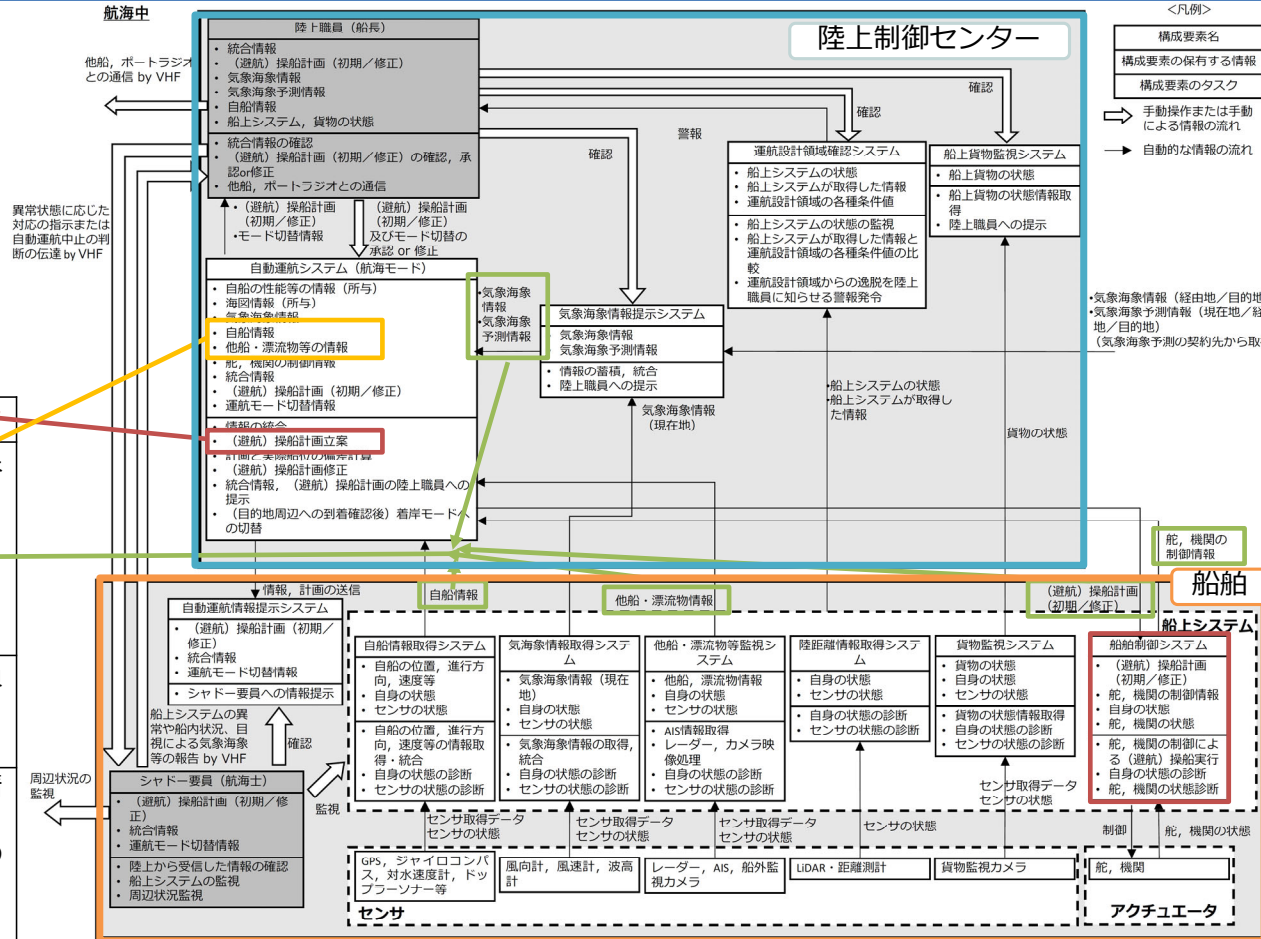 航海中
<凡例>
構成要素名
構成要素の保有する情報
構成要素のタスク
手動操作または手動
による情報の流れ
自動的な情報の流れ
陸上制御センター
陸上職員（船長）
• 統合情報
• （避航）操船計画（初期／修正）
• 気象海象情報
• 気象海象予測情報
• 自船情報
• 船上システム，貨物の状態
• 統合情報の確認
• （避航）操船計画（初期／修正）の確認，承
認or修正
• 他船，ポートラジオとの通信
他船，ポートラジオ
との通信 by VHF
確認
確認
確認
警報
運航設計領域確認システム
• 船上システムの状態
• 船上システムが取得した情報
• 運航設計領域の各種条件値
• 船上システムの状態の監視
• 船上システムが取得した情報と
運航設計領域の各種条件値の比
較
• 運航設計領域からの逸脱を陸上
職員に知らせる警報発令
船上貨物監視システム
• 船上貨物の状態
• 船上貨物の状態情報取
得
• 陸上職員への提示
異常状態に応じた
対応の指示または
自動運航中止の判
断の伝達 by VHF
• （避航）操船計画
（初期／修正）
•モード切替情報
（避航）操船計画
（初期／修正）
及びモード切替の
承認 or 修止
自動運航システム（航海モード）
• 自船の性能等の情報（所与）
• 海図情報（所与）
• 気象海象情報
• 自船情報
• 他船・漂流物等の情報
• 舵，機関の制御情報
• 統合情報
• （避航）操船計画（初期／修正）
• 運航モード切替情報
• 情報の統合
• （避航）操船計画立案
• 計画と実際船位の偏差計算
• （避航）操船計画修正
• 統合情報，（避航）操船計画の陸上職員への
提示
• （目的地周辺への到着確認後）着岸モードへ
の切替
•気象海象
情報
•気象海象
予測情報
気象海象情報提示システム
気象海象情報
気象海象予測情報
• 情報の蓄積，統合
• 陸上職員への提示
•気象海象情報（経由地／目的地
•気象海象予測情報（現在地／経
地／目的地）
（気象海象予測の契約先から取
気象海象情報
（現在地）
•船上システムの状態
•船上システムが取得し
た情報
貨物の状態
舵，機関の
制御情報
情報，計画の送信
自船情報
他船・漂流物情報
（避航）操船計画
（初期／修正）
船舶
船上システム
自動運航情報提示システム
• （避航）操船計画（初期／
修正）
• 統合情報
• 運航モード切替情報
• シャドー要員への情報提示
自船情報取得システム
• 自船の位置，進行方
向，速度等
• 自身の状態
• センサの状態
• 自船の位置，進行方
向，速度等の情報取
得・統合
• 自身の状態の診断
• センサの状態の診断
気海象情報取得システ
ム
• 気象海象情報（現在
地）
• 自身の状態
• センサの状態
• 気象海象情報の取得，
統合
• 自身の状態の診断
• センサの状態の診断
他船・漂流物等監視シ
ステム
• 他船，漂流物情報
• 自身の状態
• センサの状態
• AIS情報取得
• レーダー，カメラ映
像処理
• 自身の状態の診断
• センサの状態の診断
陸距離情報取得システ
ム
• 自身の状態
• センサの状態
• 自身の状態の診断
• センサの状態の診断
貨物監視システム
• 貨物の状態
• 自身の状態
• センサの状態
• 貨物の状態情報取得
• 自身の状態の診断
• センサの状態の診断
船舶制御システム
• （避航）操船計画
（初期／修正）
• 舵，機関の制御情報
• 自身の状態
• 舵，機関の状態
• 舵，機関の制御によ
る（避航）操船実行
• 自身の状態の診断
• 舵，機関の状態診断
船上システムの異
常や船内状況、目
視による気象海象
等の報告 by VHF
確認
監視
周辺状況の
監視
シャドー要員（航海士）
• （避航）操船計画（初期／修
正）
• 統合情報
• 運航モード切替情報
• 陸上から受信した情報の確認
• 船上システムの監視
• 周辺状況監視
センサ取得データ
センサの状態
センサ取得データ
センサの状態
センサ取得データ
センサの状態
センサの状態
センサ取得データ
センサの状態
制御
舵，機関の状態
GPS，ジャイロコンパ
ス，対水速度計，ドッ
プラーソナー等
風向計，風速計，波高
計
レーダー，AIS，船外監
視カメラ
LiDAR・距離測計
貨物監視カメラ
舵，機関
センサ
アクチュエータ